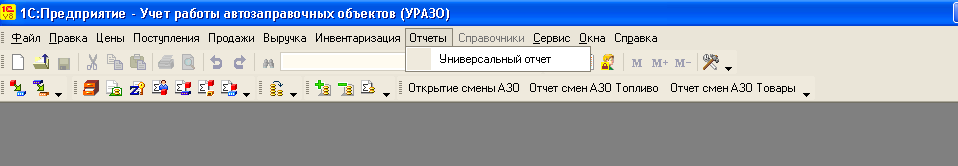 1С:Предприятие - Учет работы автозаправочных объектов (УРАЗО)
Файл Правка Цены Поступления Продажи Выручка Инвентаризация Отчеты Справочники Сервис Окна Справка
Универсальный отчет
M M+ M-
Открытие смены АЗО Отчет смен АЗО Топливо Отчет смен АЗО Товары